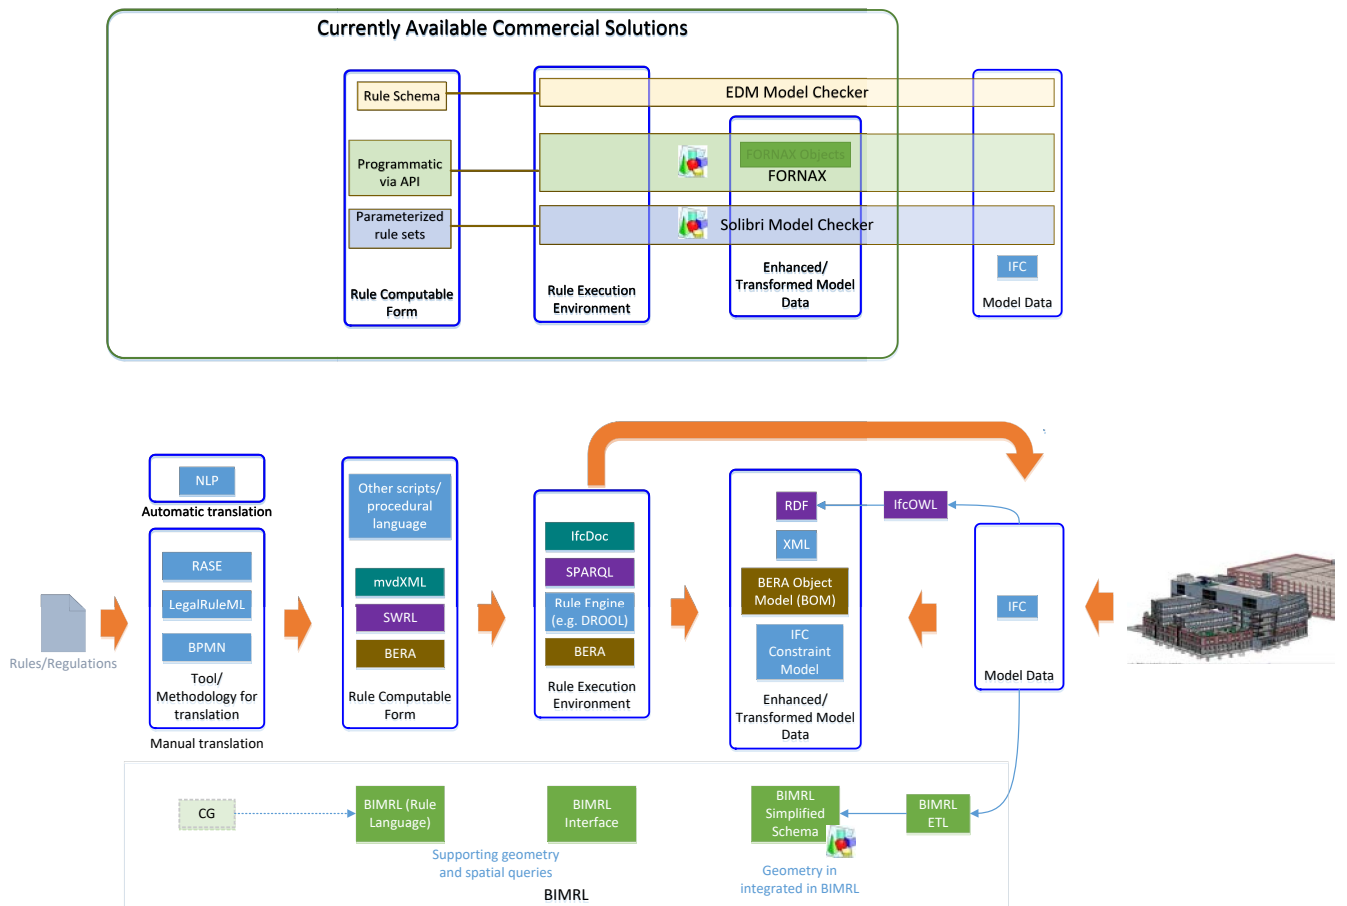 Currently Available Commercial Solutions
Rule Schema
EDM Model Checker
Programmatic
via API
FORNAX Objects
FORNAX
Parameterized
rule sets
Solibri Model Checker
Rule Computable
Form
Rule Execution
Environment
Enhanced/
Transformed Model
Data
IFC
Model Data
Rules/Regulations
NLP
Automatic translation
RASE
LegalRuleML
BPMN
Tool/
Methodology for
translation
Manual translation
Other scripts/
procedural
language
mvdXML
SWRL
BERA
Rule Computable
Form
IfcDoc
SPARQL
Rule Engine
(e.g. DROOL)
BERA
Rule Execution
Environment
RDF
IfcOWL
XML
BERA Object
Model (BOM)
IFC
Constraint
Model
Enhanced/
Transformed Model
Data
IFC
Model Data
CG
BIMRL (Rule
Language)
BIMRL
Interface
BIMRL
Simplified
Schema
BIMRL
ETL
Supporting geometry
and spatial queries
Geometry in
integrated in BIMRL
BIMRL